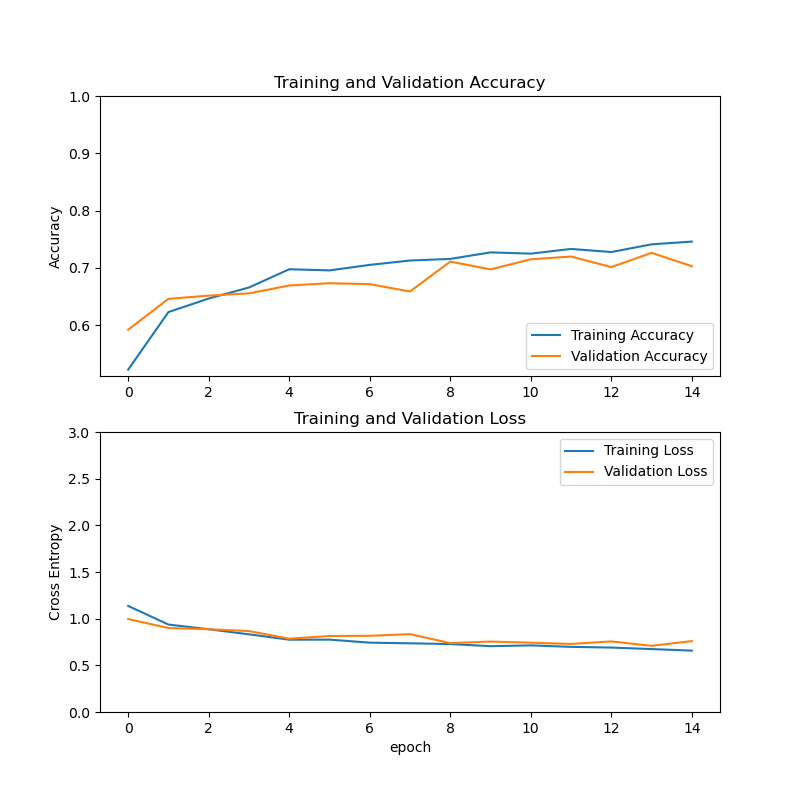 Training and Validation Accuracy
1.0
0.9
0.8
0.7
0.6
Accuracy
Training Accuracy
Validation Accuracy
0 2 4 6 8 10 12 14
Training and Validation Loss
3.0
2.5
2.0
1.5
1.0
0.5
0.0
Cross Entropy
Training Loss
Validation Loss
0 2 4 6 8 10 12 14
epoch